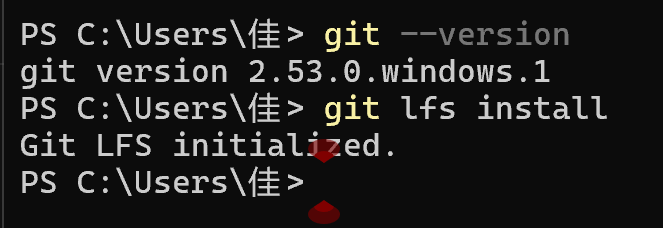 PS C:\Users\佳> git --version
git version 2.53.0.windows.1
PS C:\Users\佳> git lfs install
Git LFS initialized.
PS C:\Users\佳>